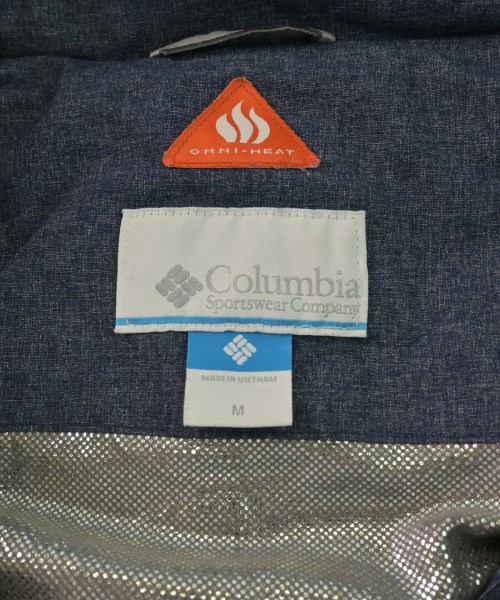 OMNI-HEAT
Columbia
Sportswear Company
MADE IN VIETNAM
M